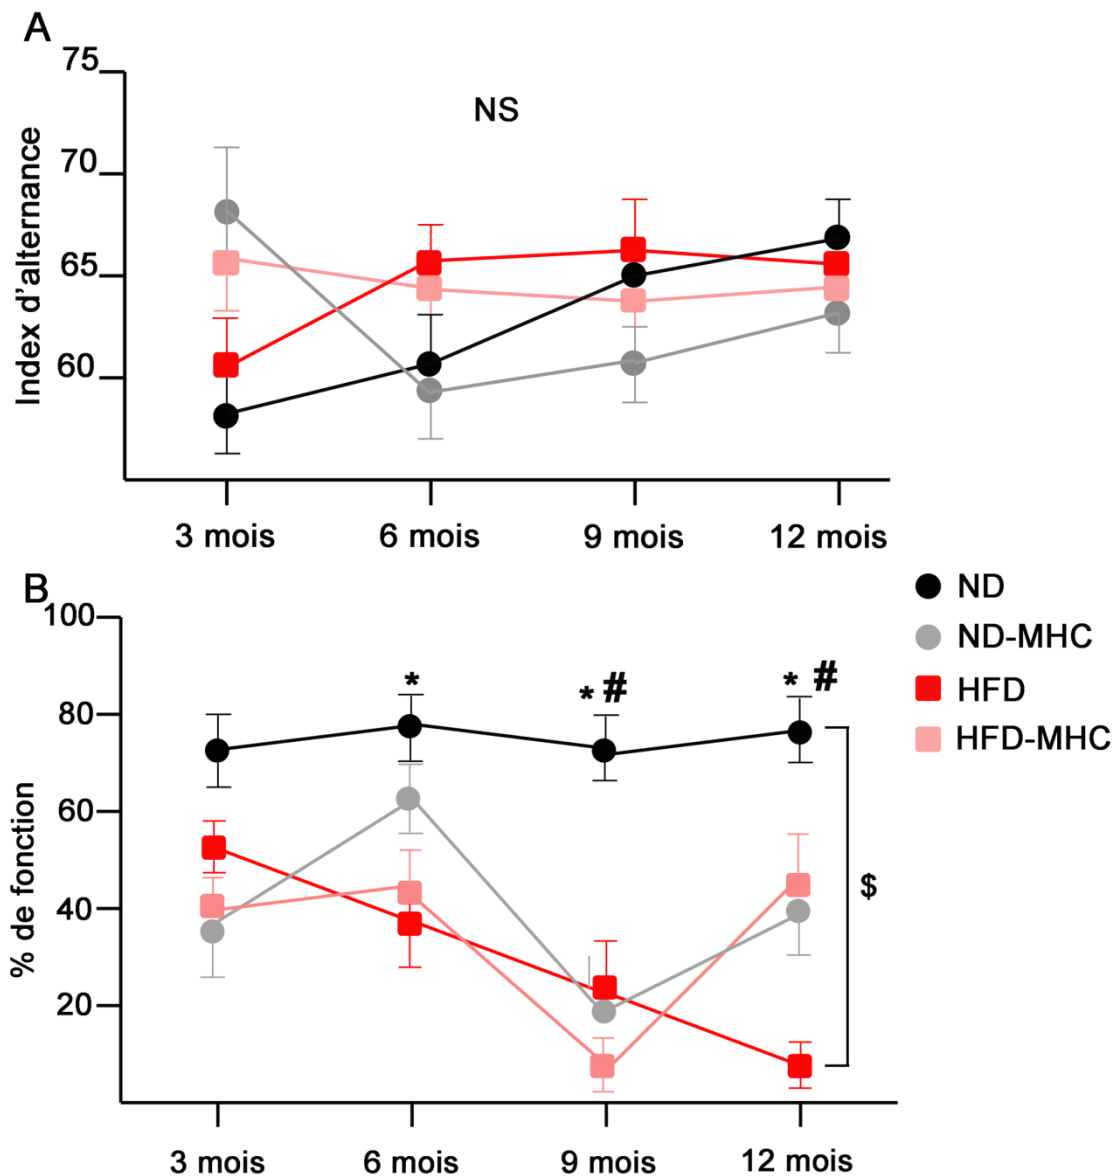 A
75
70
65
60
Index d'alternance
NS
3 mois
6 mois
9 mois
12 mois
B
100
80
60
40
20
% de fonction
*
* #
* #
$
3 mois
6 mois
9 mois
12 mois
ND
ND-MHC
HFD
HFD-MHC